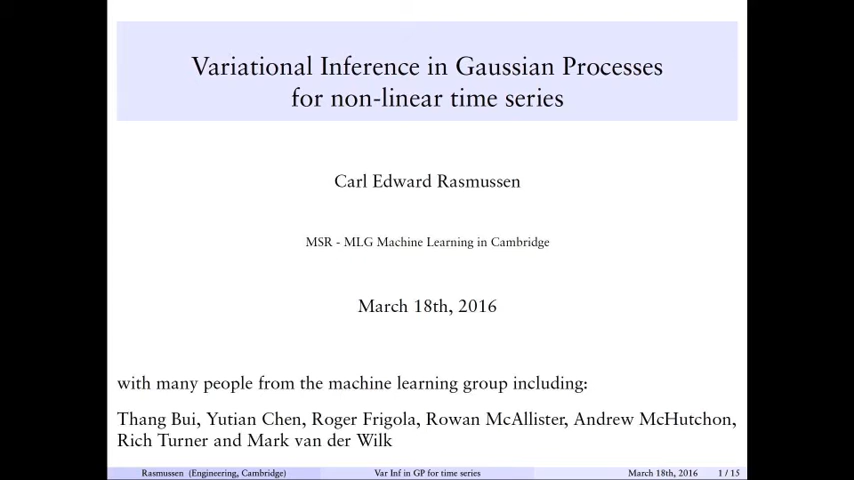 Variational Inference in Gaussian Processes
for non-linear time series
Carl Edward Rasmussen
MSR - MLG Machine Learning in Cambridge
March 18th, 2016
with many people from the machine learning group including:
Thang Bui, Yutian Chen, Roger Frigola, Rowan McAllister, Andrew McHutchon,
Rich Turner and Mark van der Wilk
Rasmussen (Engineering, Cambridge) Var Inf in GP for time series March 18th, 2016 1 / 15